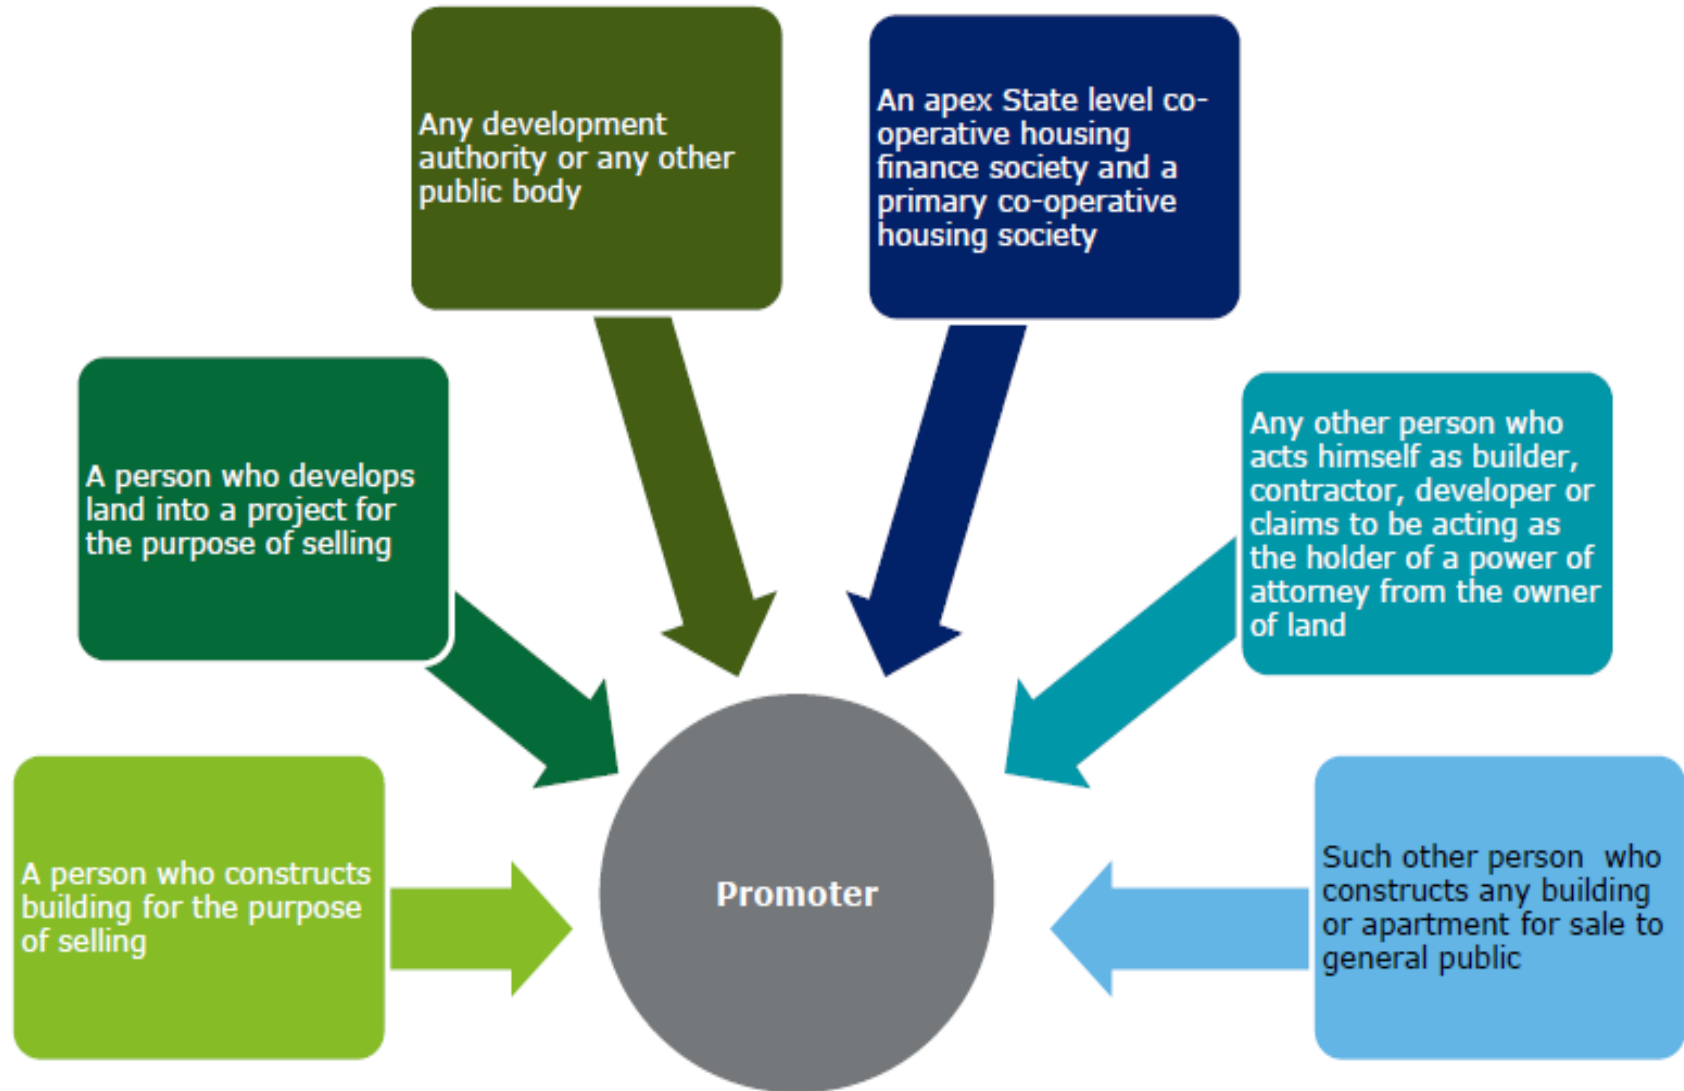 Any development
authority or any other
public body
An apex State level co-
operative housing
finance society and a
primary co-operative
housing society
A person who develops
land into a project for
the purpose of selling
Any other person who
acts himself as builder,
contractor, developer or
claims to be acting as
the holder of a power of
attorney from the owner
of land
A person who constructs
building for the purpose
of selling
Promoter
Such other person  who
constructs any building
or apartment for sale to
general public